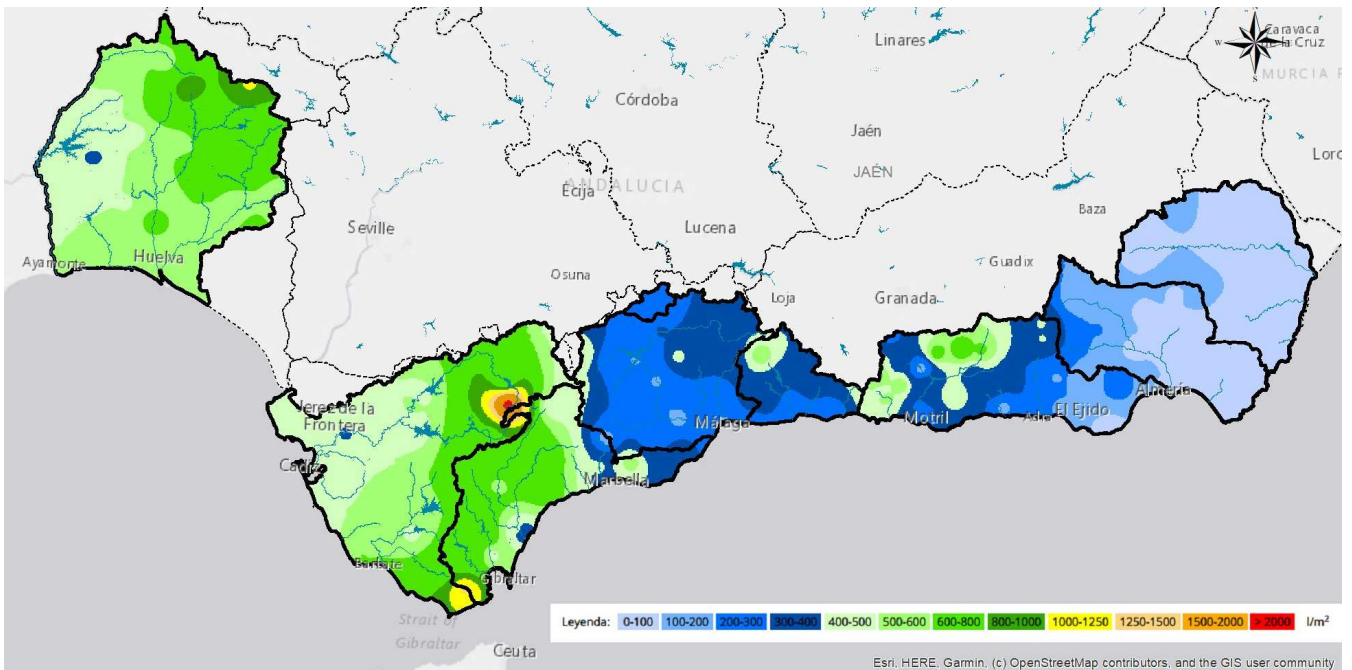 Linares
Caravaca
de la Cruz
W
S
MURCIA
Córdoba
Jaén
JAÉN
Lorc
ANDALUCIA
Écija
Baza
Seville
Lucena
Ayamonte
Huelva
Osuna
Guadix
Loja
Granada
Jerez de la
Frontera
Almería
El Ejido
Adra
Motril
Málaga
Cadiz
Marbella
Barbate
Gibraltar
Strait of
Gibraltar
Ceuta
Leyenda: 0-100 100-200 200-300 300-400 400-500 500-600 600-800 800-1000 1000-1250 1250-1500 1500-2000 > 2000 l/m²
Esri, HERE, Garmin, (c) OpenStreetMap contributors, and the GIS user community